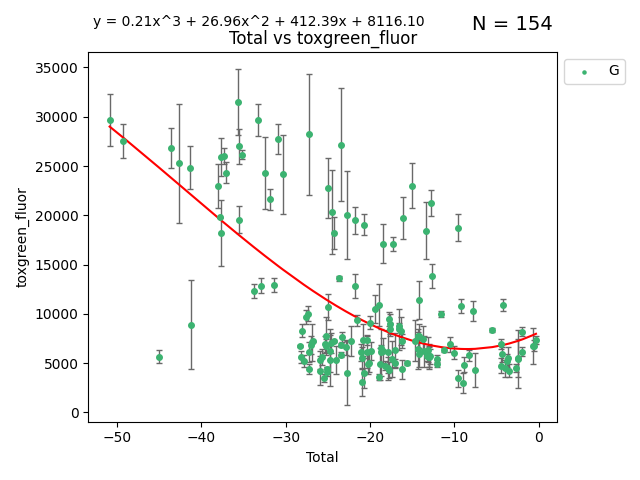 y = 0.21x^3 + 26.96x^2 + 412.39x + 8116.10
N = 154
Total vs toxgreen_fluor
G
35000
30000
25000
20000
15000
10000
5000
0
toxgreen_fluor
−50 −40 −30 −20 −10 0
Total